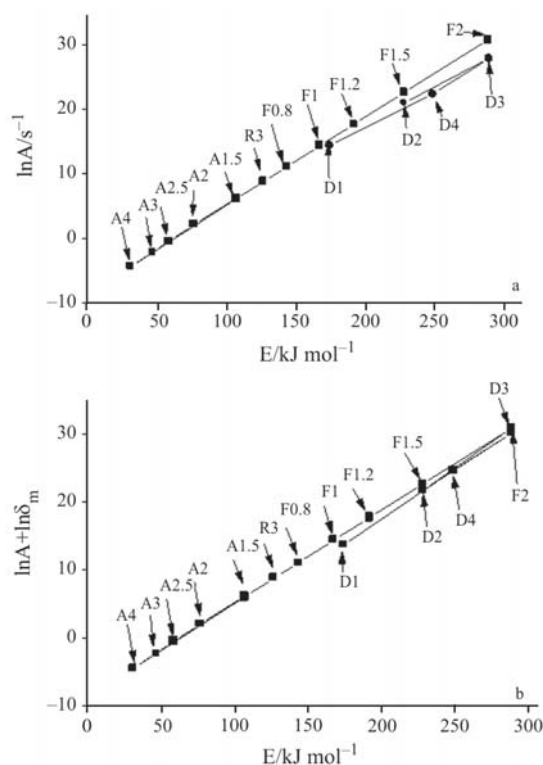 F2
30
F1.5
F1.2
20
F1
F0.8
R3
D2
D4
D3
lnA/s⁻¹
10
A1.5
A2
A2.5
A3
A4
D1
0
a
−10
0 50 100 150 200 250 300
E/kJ mol⁻¹
D3
30
F1.5
F1.2
F2
20
F1
F0.8
D2
D4
R3
lnA+lnδm
A1.5
10
A2
D1
A2.5
A3
A4
0
b
−10
0 50 100 150 200 250 300
E/kJ mol⁻¹